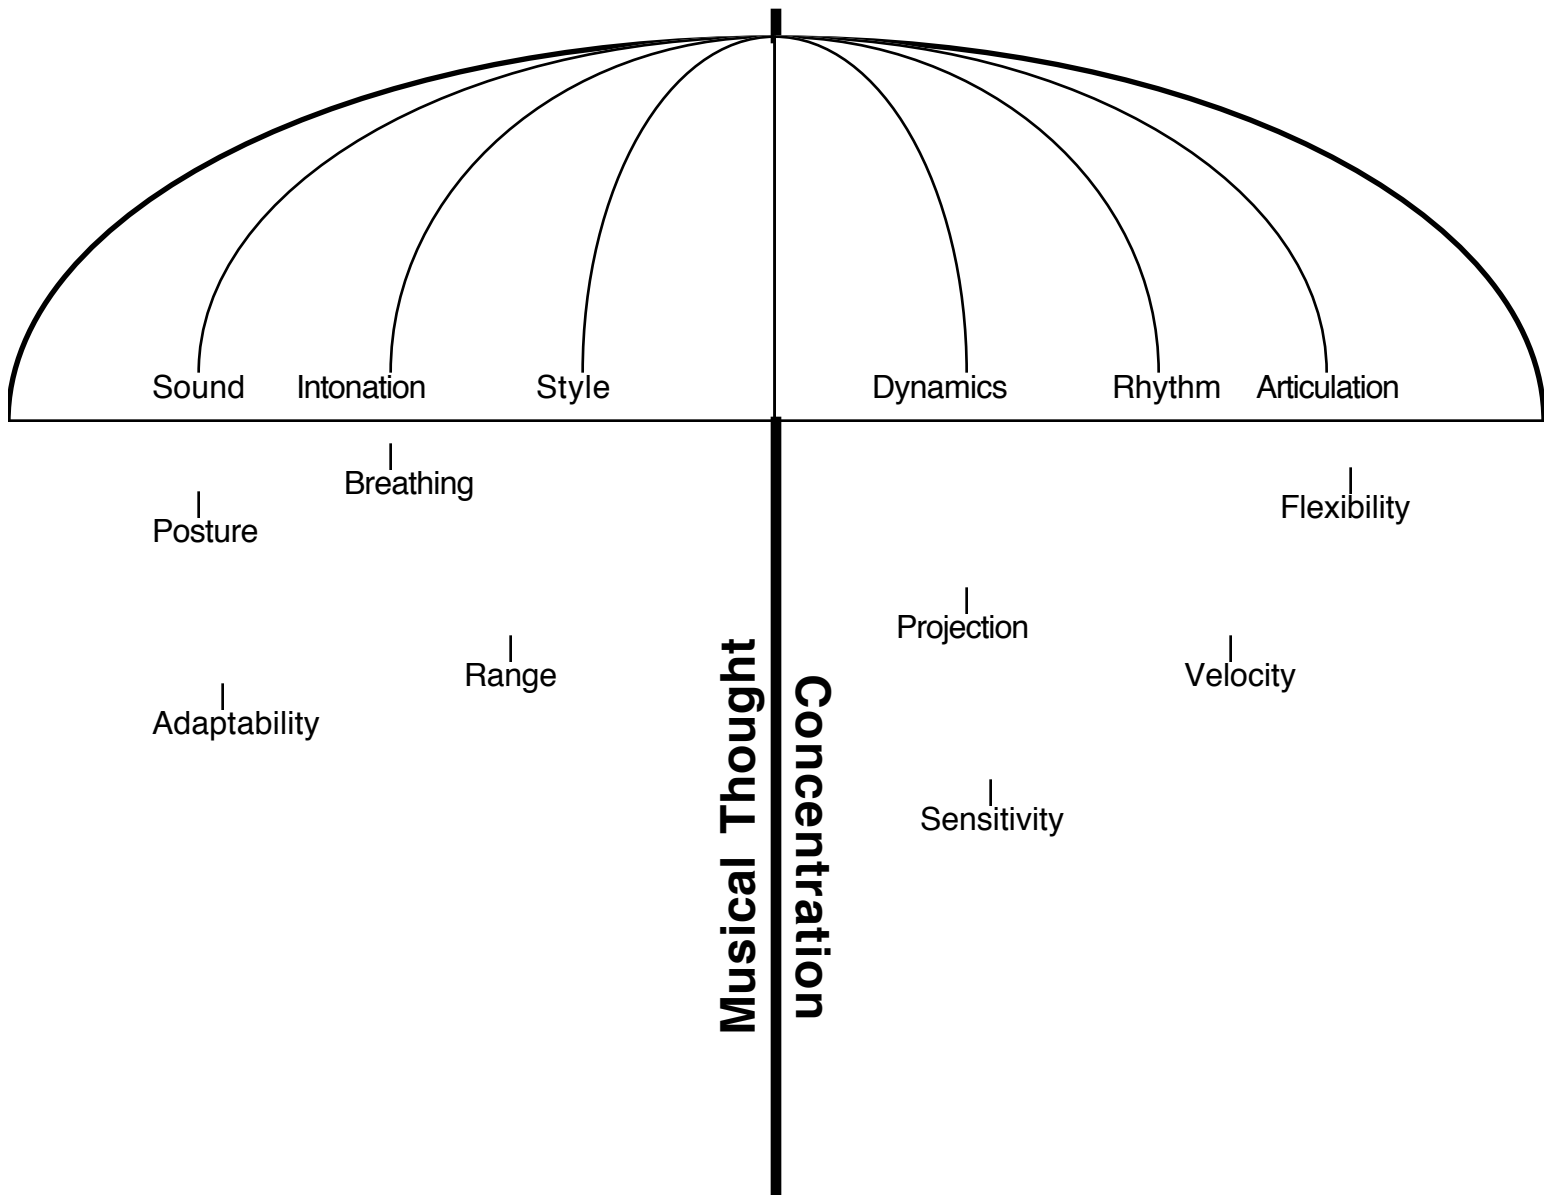 Sound
Intonation
Style
Dynamics
Rhythm
Articulation
Breathing
Flexibility
Posture
Projection
Range
Velocity
Adaptability
Sensitivity
Musical Thought
Concentration